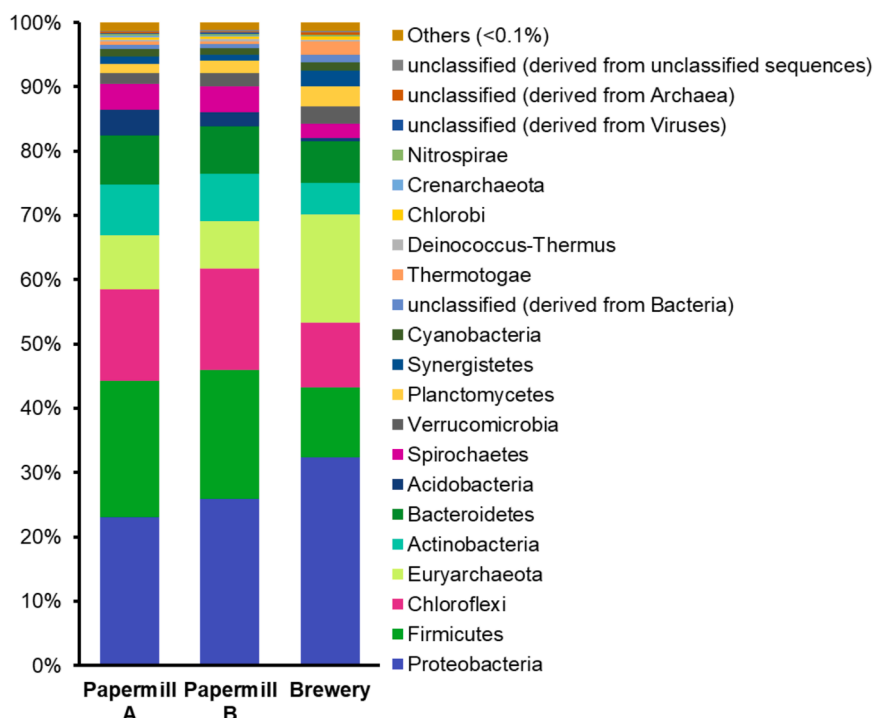 100%
90%
80%
70%
60%
50%
40%
30%
20%
10%
0%
Papermill A
Papermill B
Brewery
Others (<0.1%)
unclassified (derived from unclassified sequences)
unclassified (derived from Archaea)
unclassified (derived from Viruses)
Nitrospirae
Crenarchaeota
Chlorobi
Deinococcus-Thermus
Thermotogae
unclassified (derived from Bacteria)
Cyanobacteria
Synergistetes
Planctomycetes
Verrucomicrobia
Spirochaetes
Acidobacteria
Bacteroidetes
Actinobacteria
Euryarchaeota
Chloroflexi
Firmicutes
Proteobacteria